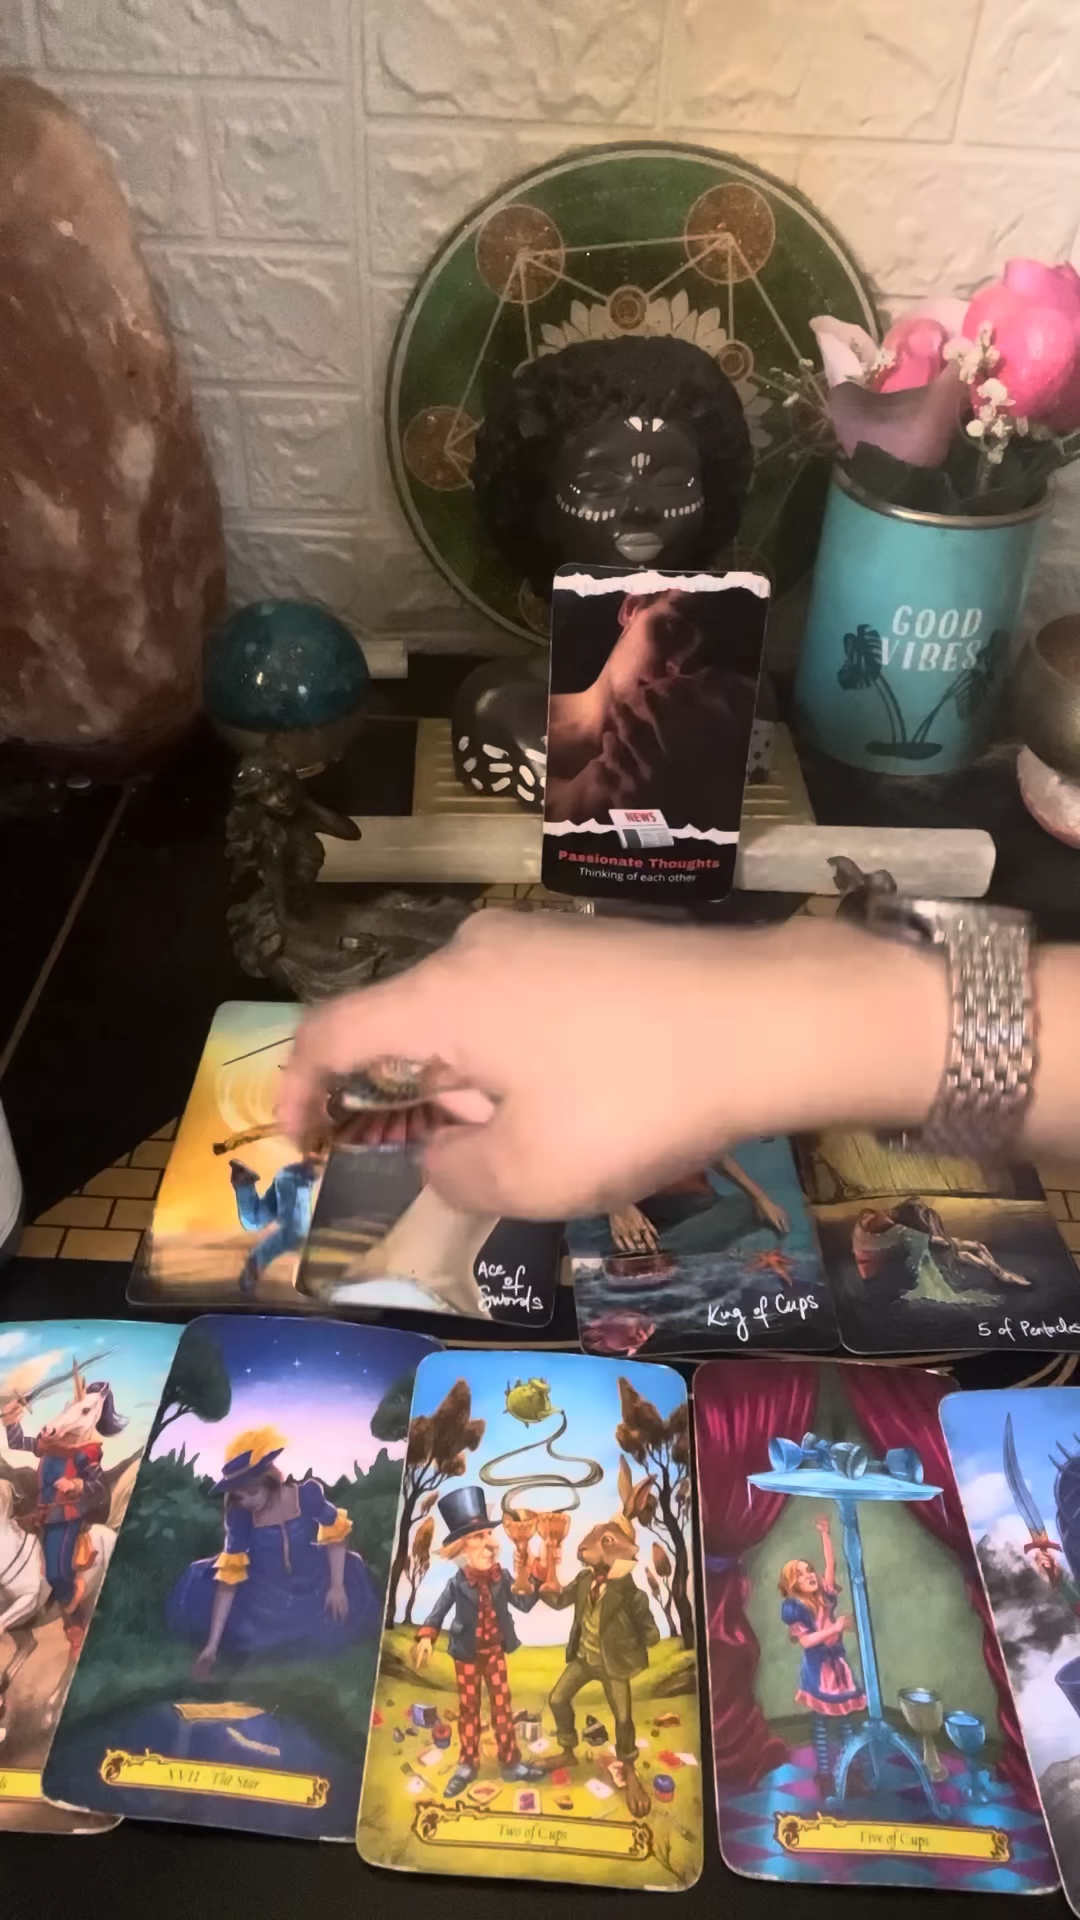 GOOD
VIBES
NEWS
Passionate Thoughts
Thinking of each other
Ace
of
Swords
King of Cups
5 of Pentacles
XVII · The Star
Two of Cups
Five of Cups